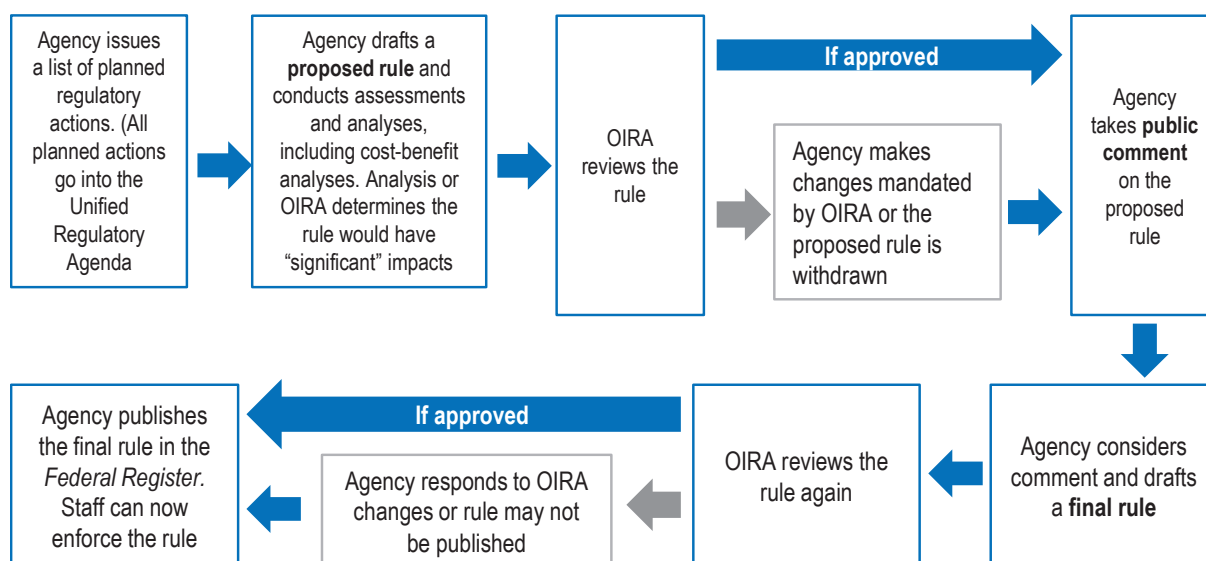 Agency issues
a list of planned
regulatory
actions. (All
planned actions
go into the
Unified
Regulatory
Agenda
Agency drafts a
proposed rule and
conducts assessments
and analyses,
including cost-benefit
analyses. Analysis or
OIRA determines the
rule would have
“significant” impacts
OIRA
reviews the
rule
If approved
Agency makes
changes mandated
by OIRA or the
proposed rule is
withdrawn
Agency
takes public
comment
on the
proposed
rule
Agency considers
comment and drafts
a final rule
OIRA reviews the
rule again
If approved
Agency responds to OIRA
changes or rule may not
be published
Agency publishes
the final rule in the
Federal Register.
Staff can now
enforce the rule